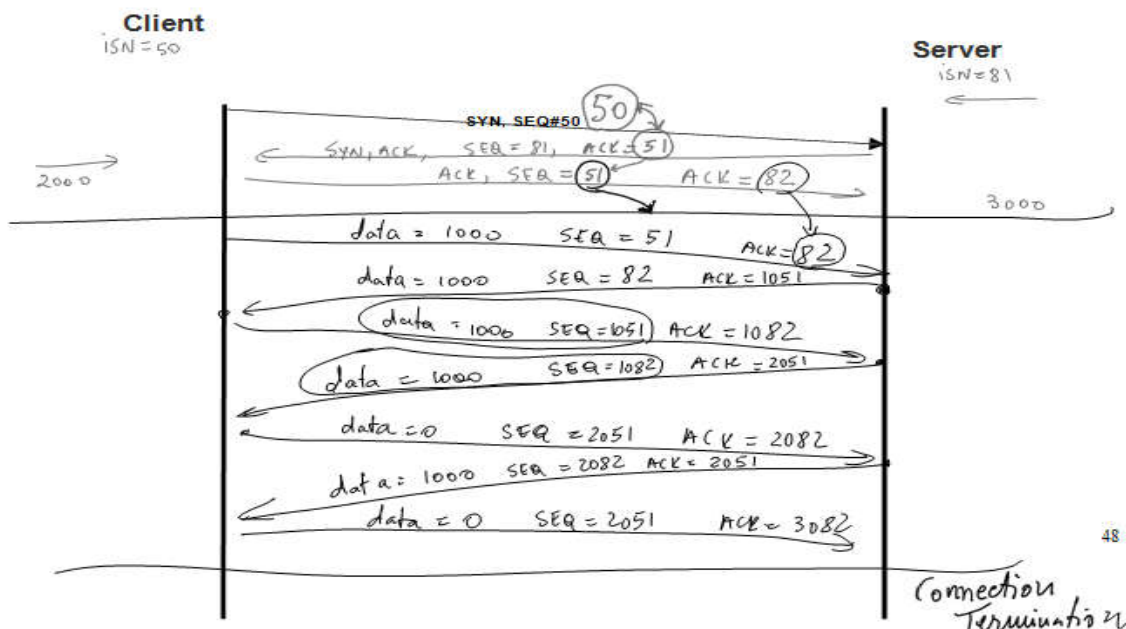 Client
iSN = 50
Server
iSN = 81
SYN, SEQ#50 50
SYN, ACK, SEQ = 81, ACK = 51
2000
ACK, SEQ = 51 ACK = 82
3000
data = 1000 SEQ = 51 ACK = 82
data = 1000 SEQ = 82 ACK = 1051
data = 1000 SEQ = 1051 ACK = 1082
data = 1000 SEQ = 1082 ACK = 2051
data = 0 SEQ = 2051 ACK = 2082
data = 1000 SEQ = 2082 ACK = 2051
data = 0 SEQ = 2051 ACK = 3082
48
Connection
Termination